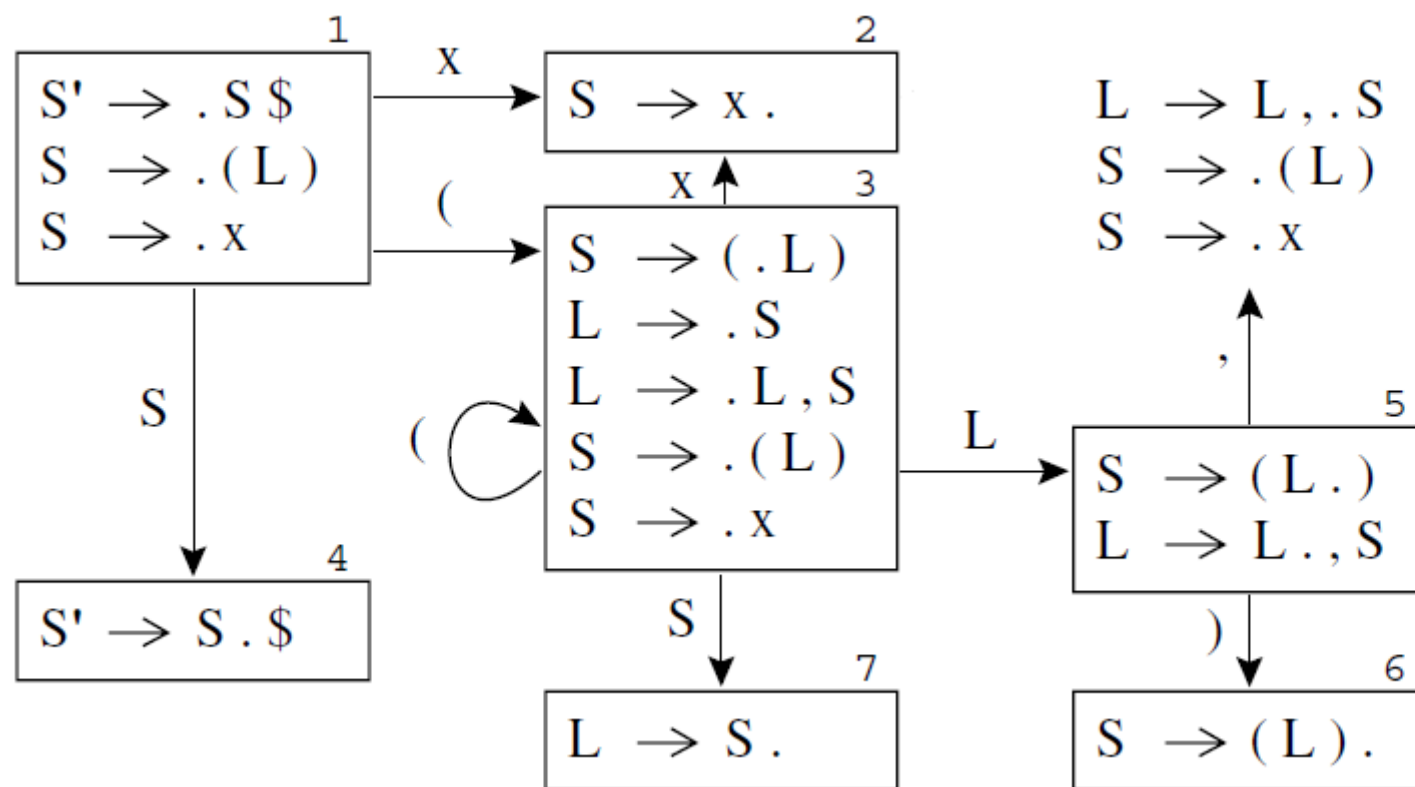 1
S' → . S $
S → . ( L )
S → . x
x
(
S
2
S → x .
x
3
S → ( . L )
L → . S
L → . L , S
S → . ( L )
S → . x
(
L
S
4
S' → S . $
7
L → S .
L → L , . S
S → . ( L )
S → . x
,
5
S → ( L . )
L → L . , S
)
6
S → ( L ) .